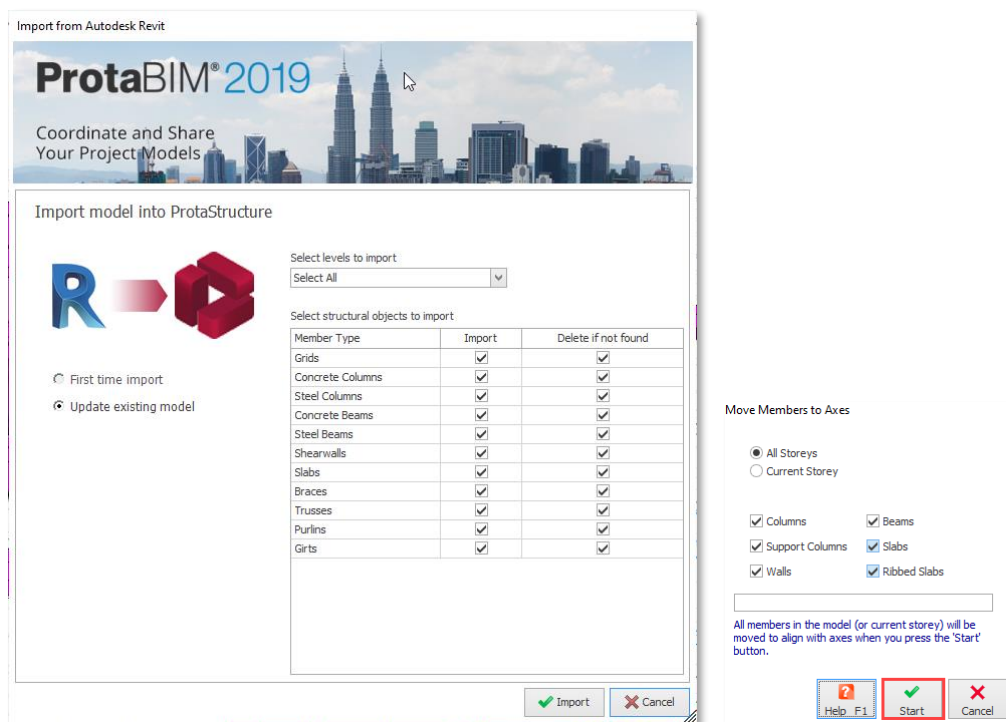 Import from Autodesk Revit
ProtaBIM® 2019
Coordinate and Share
Your Project Models
Import model into ProtaStructure
Select levels to import
Select All
Select structural objects to import
Member Type Import Delete if not found
Grids
Concrete Columns
Steel Columns
Concrete Beams
Steel Beams
Shearwalls
Slabs
Braces
Trusses
Purlins
Girts
First time import
Update existing model
Import Cancel
Move Members to Axes
All Storeys
Current Storey
Columns Beams
Support Columns Slabs
Walls Ribbed Slabs
All members in the model (or current storey) will be
moved to align with axes when you press the 'Start'
button.
Help F1 Start Cancel